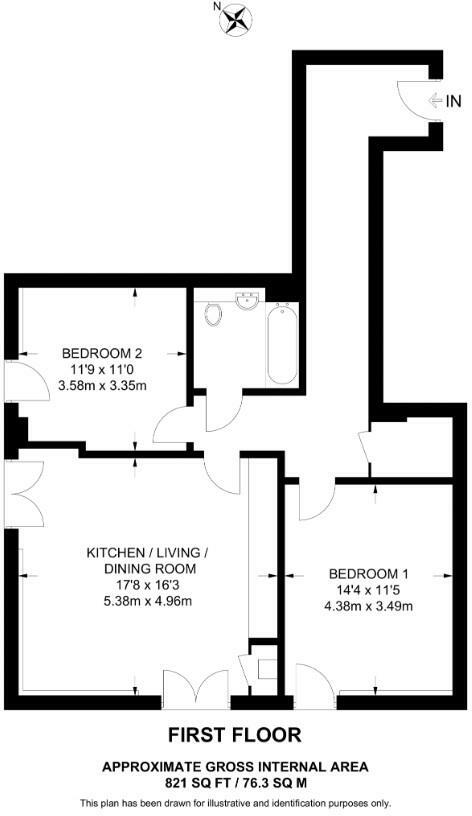 N
IN
BEDROOM 2
11'9 x 11'0
3.58m x 3.35m
KITCHEN / LIVING /
DINING ROOM
17'8 x 16'3
5.38m x 4.96m
BEDROOM 1
14'4 x 11'5
4.38m x 3.49m
FIRST FLOOR
APPROXIMATE GROSS INTERNAL AREA
821 SQ FT / 76.3 SQ M
This plan has been drawn for illustrative and identification purposes only.